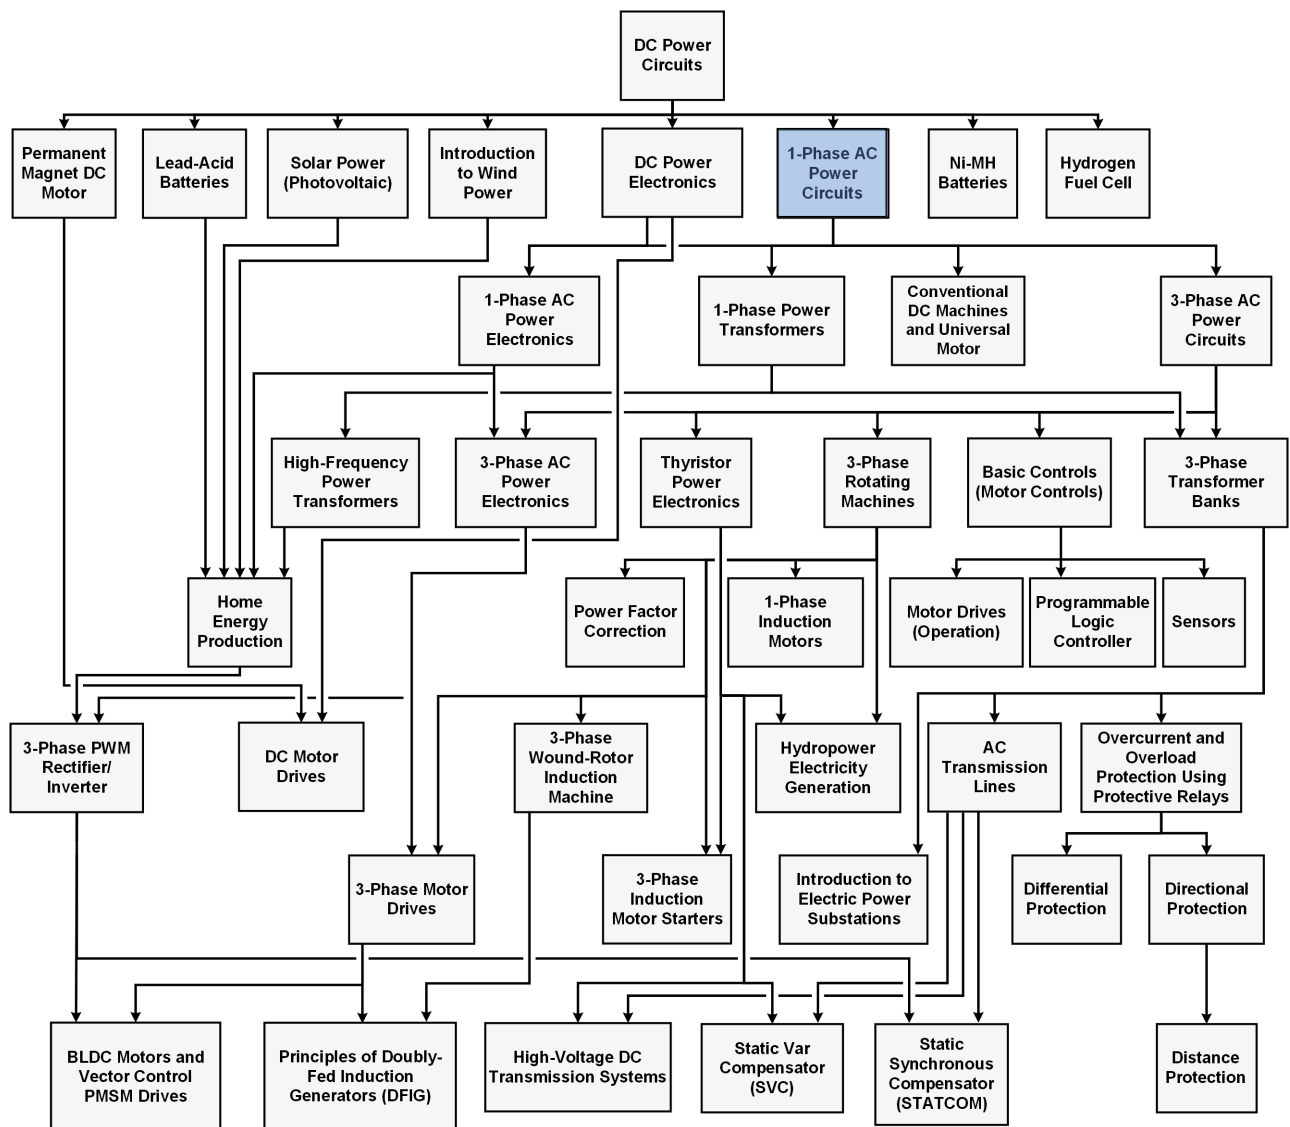 DC Power
Circuits
Permanent
Magnet DC
Motor
Lead-Acid
Batteries
Solar Power
(Photovoltaic)
Introduction
to Wind
Power
DC Power
Electronics
1-Phase AC
Power
Circuits
Ni-MH
Batteries
Hydrogen
Fuel Cell
1-Phase AC
Power
Electronics
1-Phase Power
Transformers
Conventional
DC Machines
and Universal
Motor
3-Phase AC
Power
Circuits
High-Frequency
Power
Transformers
3-Phase AC
Power
Electronics
Thyristor
Power
Electronics
3-Phase
Rotating
Machines
Basic Controls
(Motor Controls)
3-Phase
Transformer
Banks
Home
Energy
Production
Power Factor
Correction
1-Phase
Induction
Motors
Motor Drives
(Operation)
Programmable
Logic
Controller
Sensors
3-Phase PWM
Rectifier/
Inverter
DC Motor
Drives
3-Phase
Wound-Rotor
Induction
Machine
Hydropower
Electricity
Generation
AC
Transmission
Lines
Overcurrent and
Overload
Protection Using
Protective Relays
3-Phase Motor
Drives
3-Phase
Induction
Motor Starters
Introduction to
Electric Power
Substations
Differential
Protection
Directional
Protection
BLDC Motors and
Vector Control
PMSM Drives
Principles of Doubly-
Fed Induction
Generators (DFIG)
High-Voltage DC
Transmission Systems
Static Var
Compensator
(SVC)
Static
Synchronous
Compensator
(STATCOM)
Distance
Protection